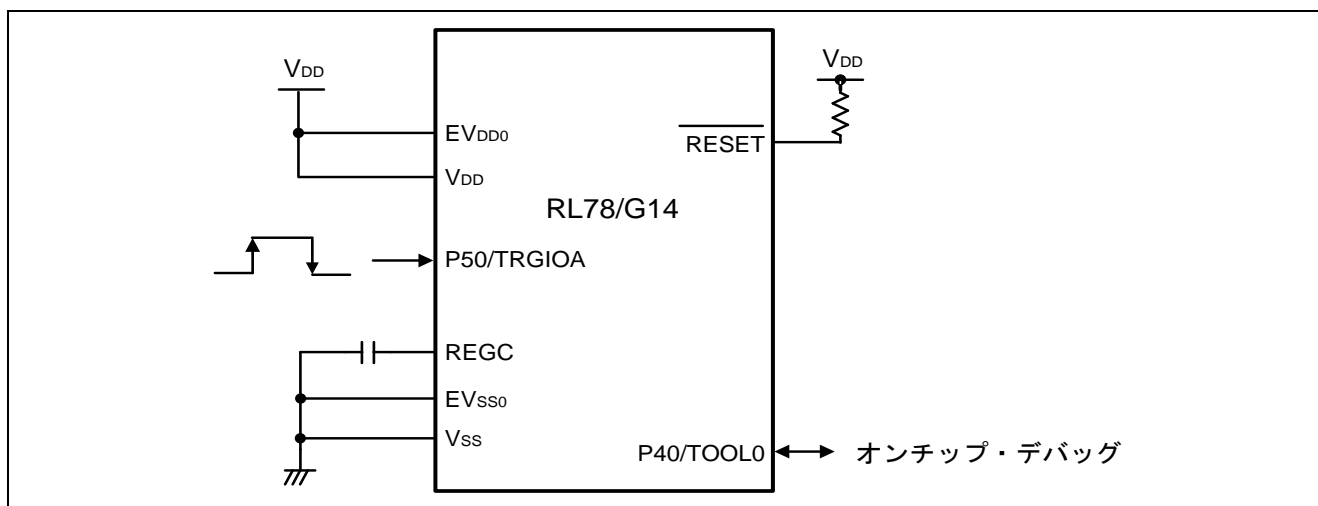 VDD
VDD
EVDD0
RESET
VDD
RL78/G14
P50/TRGIOA
REGC
EVSS0
VSS
P40/TOOL0
オンチップ・デバッグ